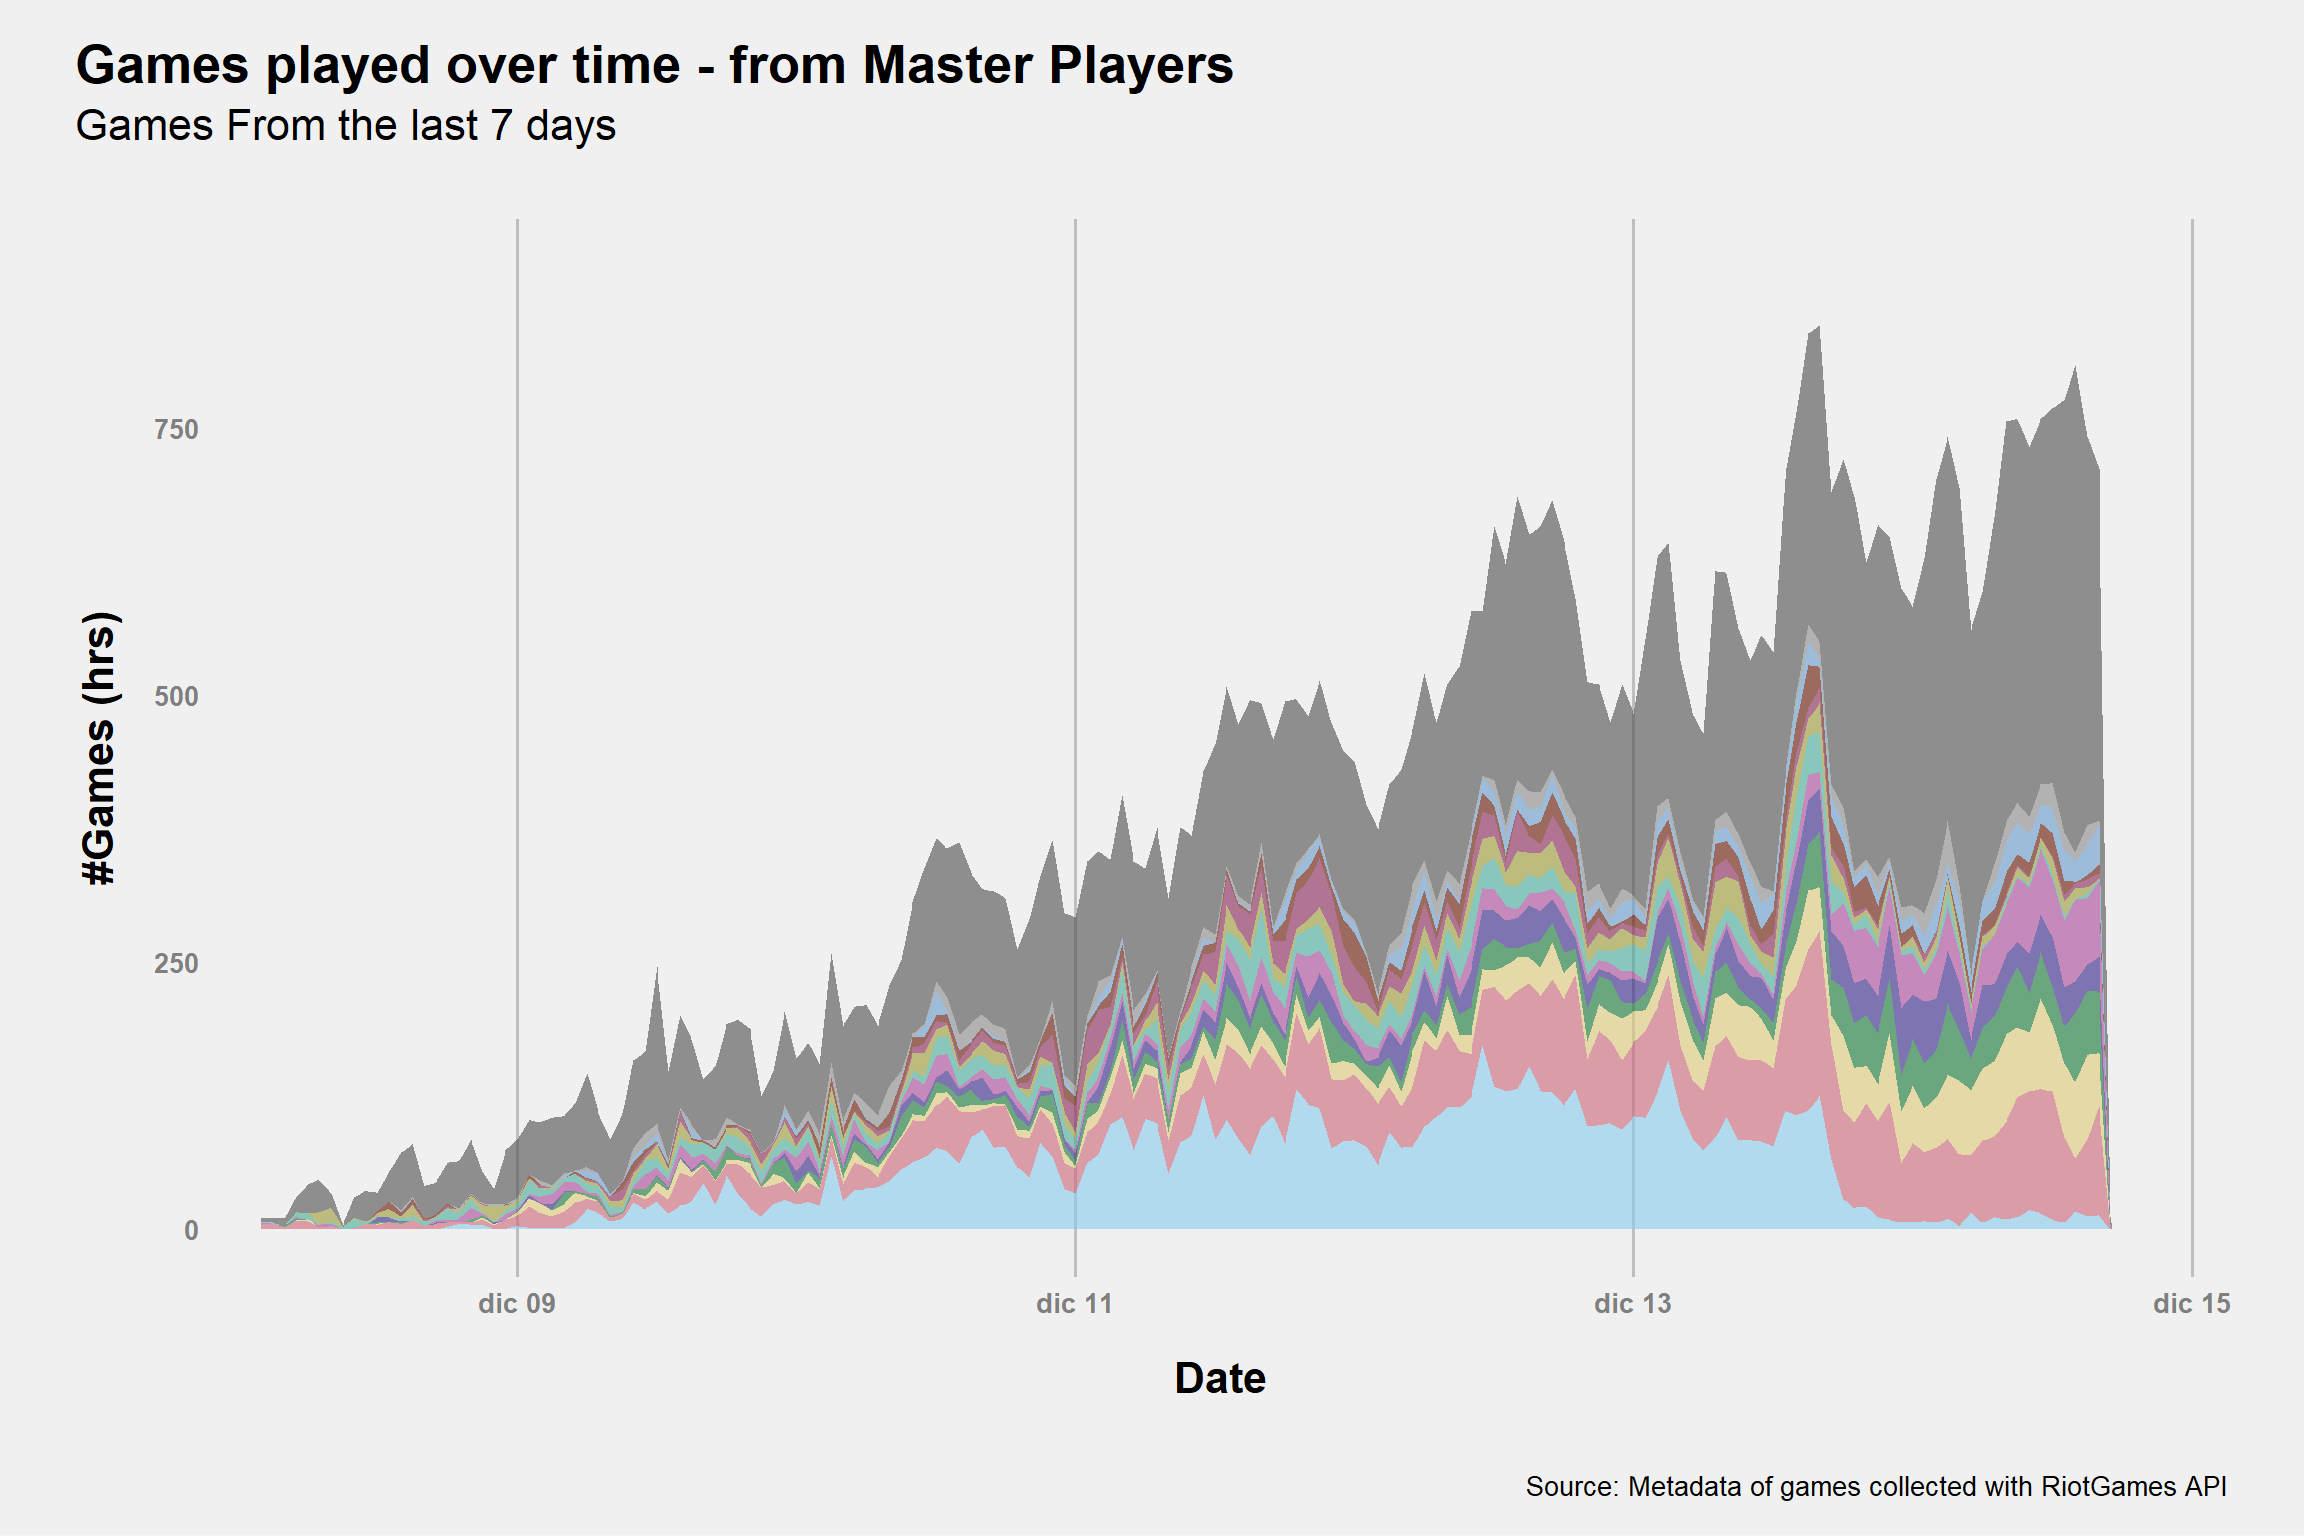 Games played over time - from Master Players
Games From the last 7 days
#Games (hrs)
750
500
250
0
dic 09
dic 11
dic 13
dic 15
Date
Source: Metadata of games collected with RiotGames API